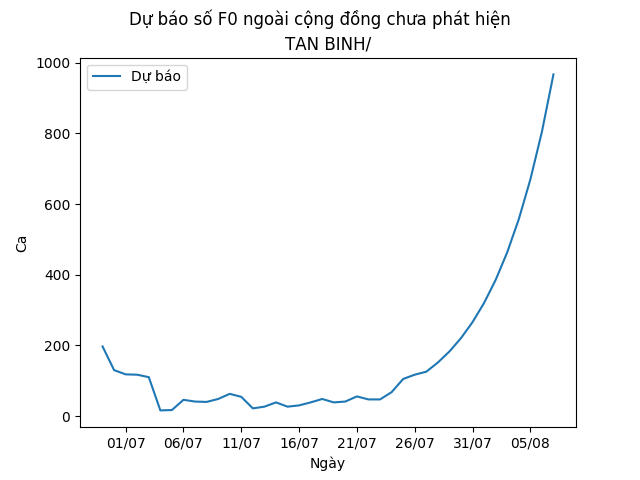 Dự báo số F0 ngoài cộng đồng chưa phát hiện
TAN BINH/
Dự báo
1000
800
600
400
200
0
Ca
01/07 06/07 11/07 16/07 21/07 26/07 31/07 05/08
Ngày